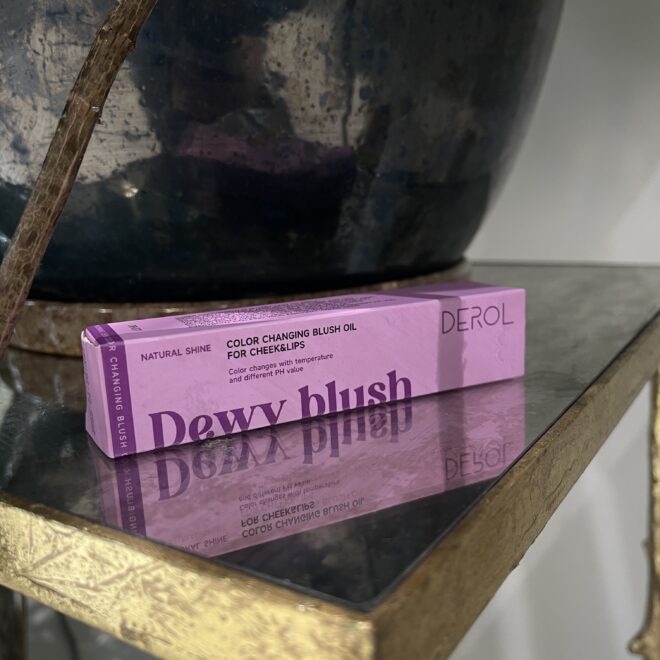 NATURAL SHINE
COLOR CHANGING BLUSH OIL
FOR CHEEK&LIPS
Color changes with temperature
and different PH value
Dewy blush
DEROL
CHANGING BLUSH